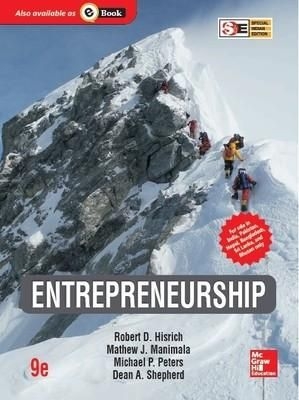 Also available as
e Book
SE
SPECIAL
INDIAN
EDITION
For sale in
India, Pakistan,
Nepal, Bangladesh,
Sri Lanka, and
Bhutan only
ENTREPRENEURSHIP
Robert D. Hisrich
Mathew J. Manimala
Michael P. Peters
Dean A. Shepherd
9e
Mc
Graw
Hill
Education